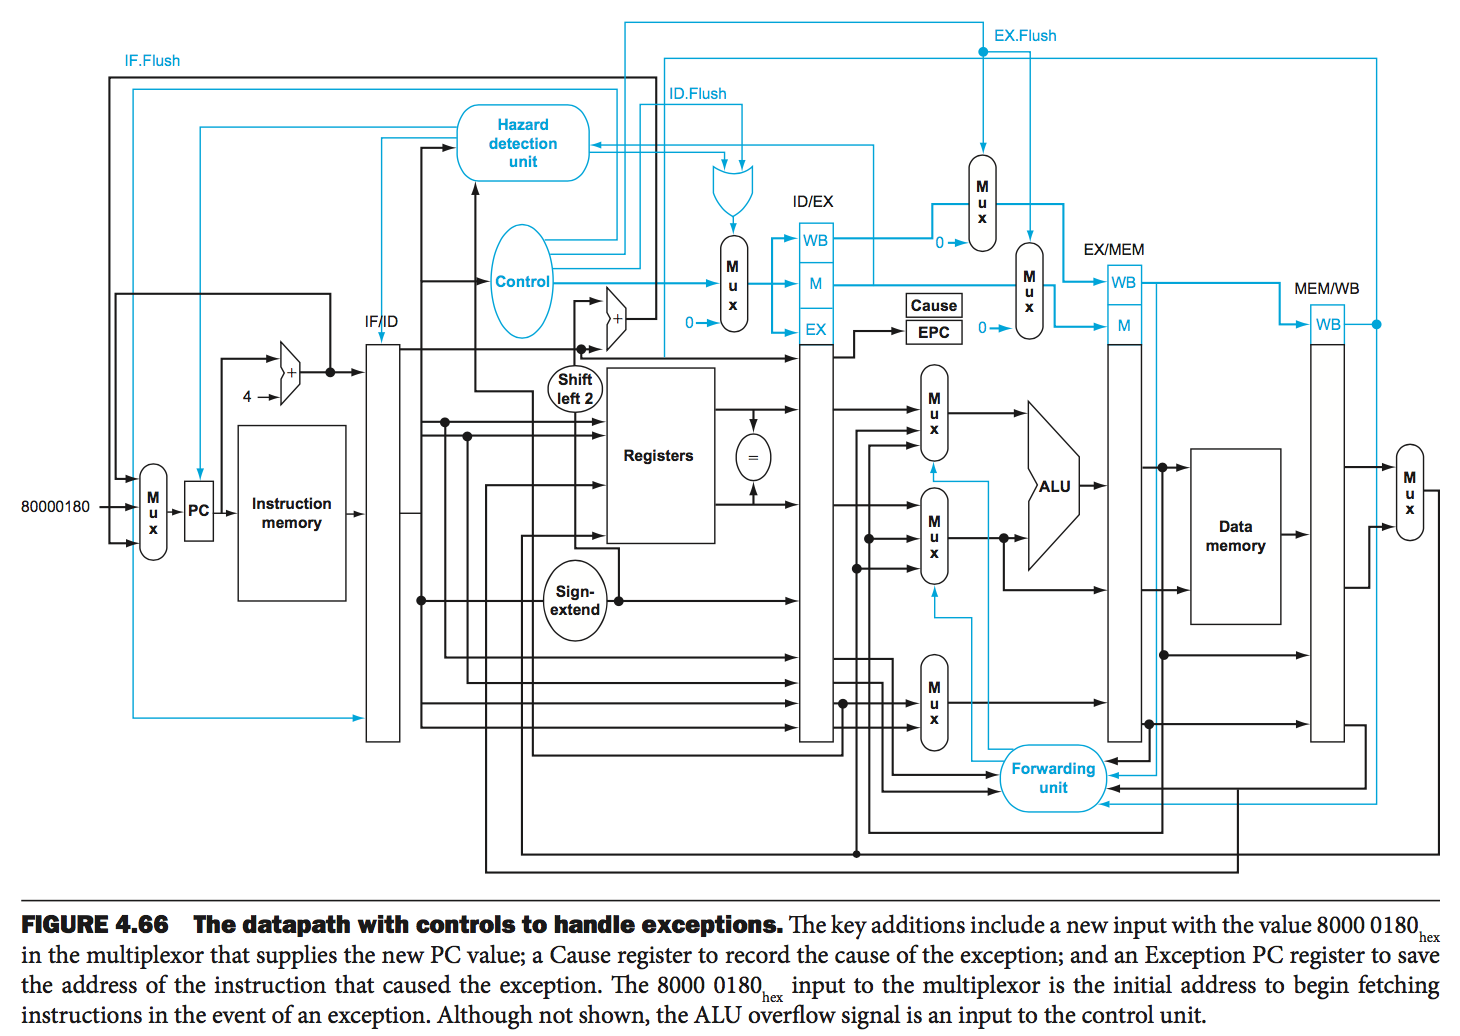 EX.Flush
IF.Flush
ID.Flush
Hazard
detection
unit
M
u
x
ID/EX
WB
0
EX/MEM
M
u
x
Control
M
u
x
M
WB
MEM/WB
Cause
IF/ID
+
0
EX
EPC
0
M
WB
+
4
Shift
left 2
M
u
x
Registers
=
ALU
80000180
M
u
x
PC
Instruction
memory
M
u
x
Data
memory
M
u
x
Sign-
extend
M
u
x
Forwarding
unit
FIGURE 4.66 The datapath with controls to handle exceptions. The key additions include a new input with the value 8000 0180hex
in the multiplexor that supplies the new PC value; a Cause register to record the cause of the exception; and an Exception PC register to save
the address of the instruction that caused the exception. The 8000 0180hex input to the multiplexor is the initial address to begin fetching
instructions in the event of an exception. Although not shown, the ALU overflow signal is an input to the control unit.